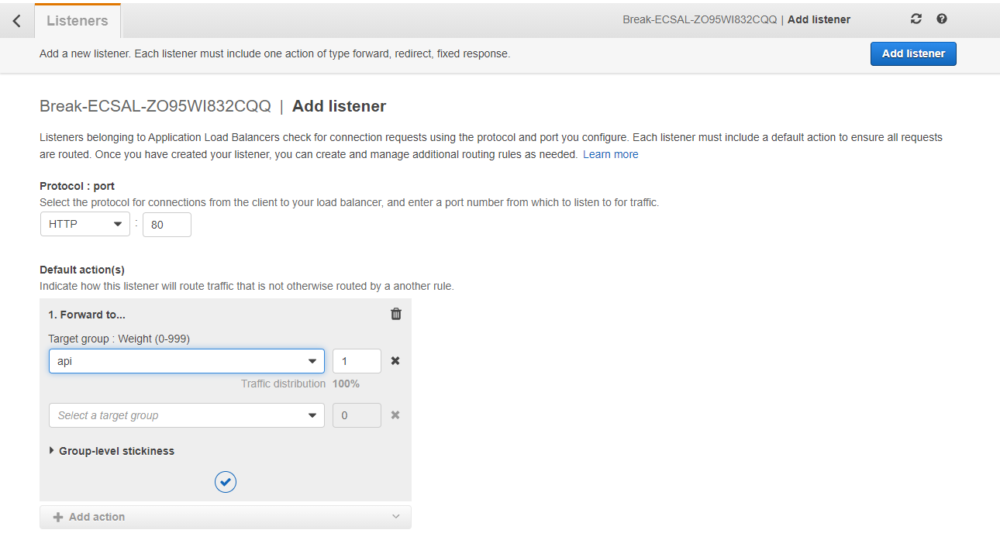 Listeners
Break-ECSAL-ZO95WI832CQQ | Add listener
Add a new listener. Each listener must include one action of type forward, redirect, fixed response.
Add listener
Break-ECSAL-ZO95WI832CQQ | Add listener
Listeners belonging to Application Load Balancers check for connection requests using the protocol and port you configure. Each listener must include a default action to ensure all requests
are routed. Once you have created your listener, you can create and manage additional routing rules as needed. Learn more
Protocol : port
Select the protocol for connections from the client to your load balancer, and enter a port number from which to listen to for traffic.
HTTP : 80
Default action(s)
Indicate how this listener will route traffic that is not otherwise routed by a another rule.
1. Forward to...
Target group : Weight (0-999)
api 1
Traffic distribution 100%
Select a target group 0
Group-level stickiness
Add action